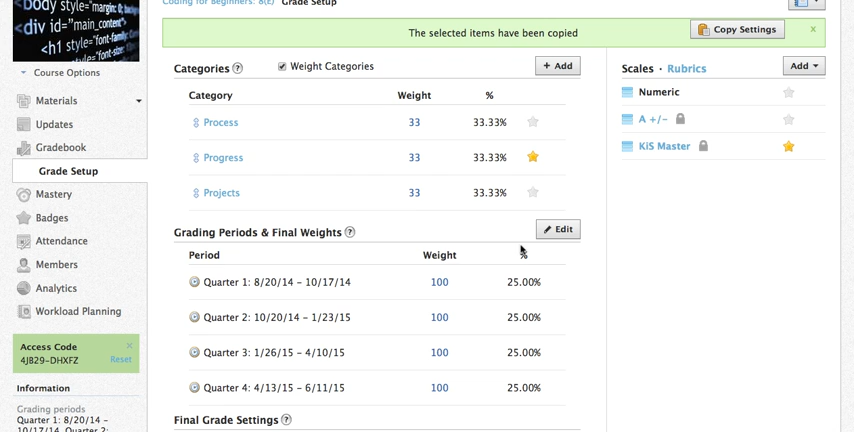 body style="margin: 0;
<div id="main_content"
<h1 style="font-family:
Coding for Beginners: 8(E) Grade Setup
The selected items have been copied
Copy Settings
x
Course Options
Materials
Updates
Gradebook
Grade Setup
Mastery
Badges
Attendance
Members
Analytics
Workload Planning
Access Code
×
4JB29-DHXFZ Reset
Information
Grading periods
Quarter 1: 8/20/14 -
10/17/14, Quarter 2:
Categories ? Weight Categories + Add
Category Weight %
Process 33 33.33%
Progress 33 33.33%
Projects 33 33.33%
Grading Periods & Final Weights ? Edit
Period Weight %
Quarter 1: 8/20/14 - 10/17/14 100 25.00%
Quarter 2: 10/20/14 - 1/23/15 100 25.00%
Quarter 3: 1/26/15 - 4/10/15 100 25.00%
Quarter 4: 4/13/15 - 6/11/15 100 25.00%
Final Grade Settings ?
Scales · Rubrics Add
Numeric
A +/-
KiS Master